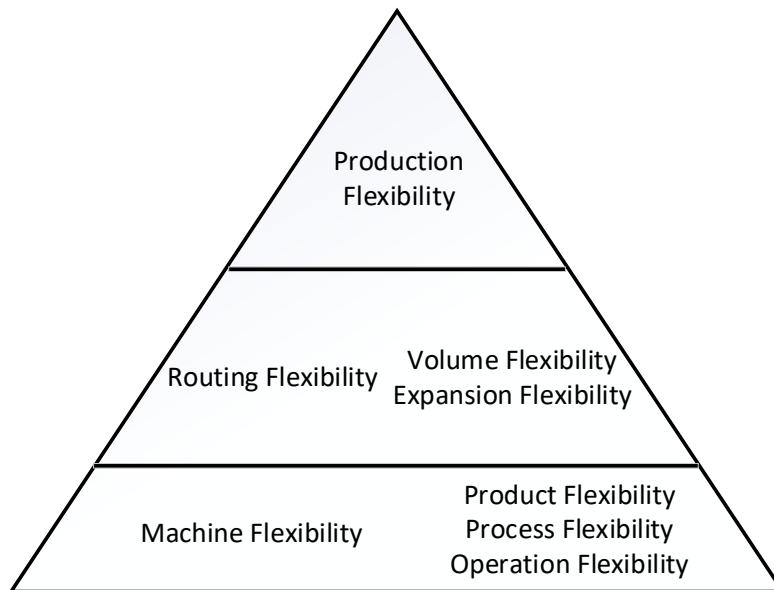 Production
Flexibility
Routing Flexibility
Volume Flexibility
Expansion Flexibility
Machine Flexibility
Product Flexibility
Process Flexibility
Operation Flexibility